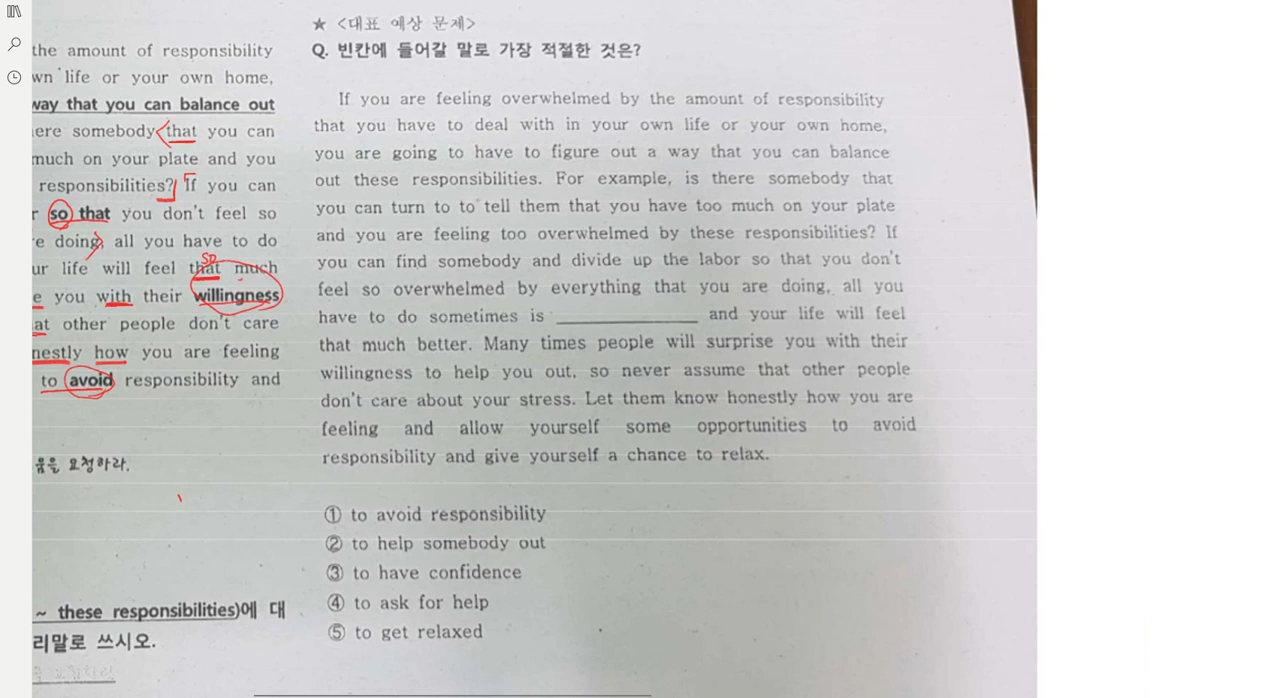 the amount of responsibility
wn life or your own home,
way that you can balance out
ere somebody that you can
much on your plate and you
responsibilities? If you can
r so that you don't feel so
e doing, all you have to do
so
ur life will feel that much
e you with their willingness
at other people don't care
nestly how you are feeling
to avoid responsibility and
움을 요청하라.
~ these responsibilities)에 대
리말로 쓰시오.
★ <대표 예상 문제>
Q. 빈칸에 들어갈 말로 가장 적절한 것은?
If you are feeling overwhelmed by the amount of responsibility
that you have to deal with in your own life or your own home,
you are going to have to figure out a way that you can balance
out these responsibilities. For example, is there somebody that
you can turn to to tell them that you have too much on your plate
and you are feeling too overwhelmed by these responsibilities? If
you can find somebody and divide up the labor so that you don't
feel so overwhelmed by everything that you are doing, all you
have to do sometimes is ______________ and your life will feel
that much better. Many times people will surprise you with their
willingness to help you out, so never assume that other people
don't care about your stress. Let them know honestly how you are
feeling and allow yourself some opportunities to avoid
responsibility and give yourself a chance to relax.
① to avoid responsibility
② to help somebody out
③ to have confidence
④ to ask for help
⑤ to get relaxed